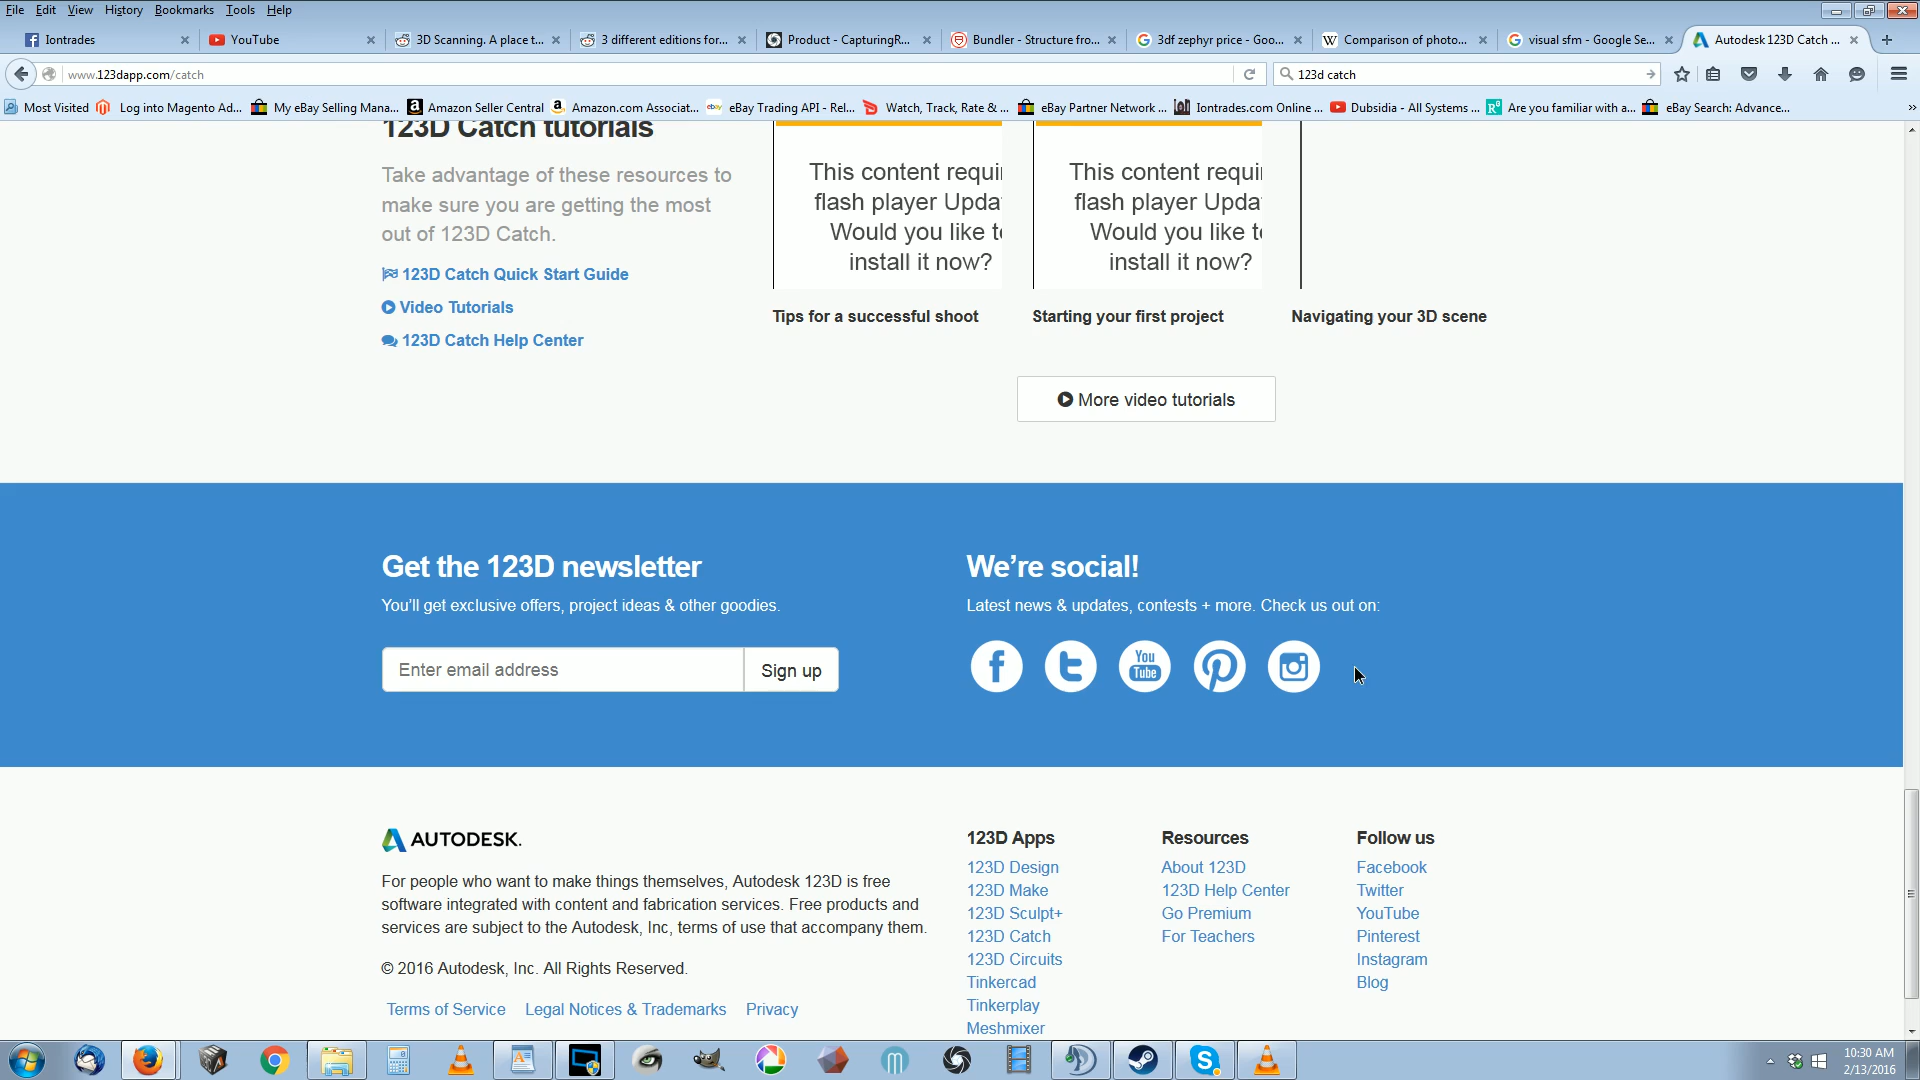 File Edit View History Bookmarks Tools Help
Iontrades
YouTube
3D Scanning. A place t...
3 different editions for...
Product - CapturingR...
Bundler - Structure fro...
3df zephyr price - Goo...
Comparison of photo...
visual sfm - Google Se...
Autodesk 123D Catch ...
www.123dapp.com/catch
123d catch
Most Visited
Log into Magento Ad...
My eBay Selling Mana...
Amazon Seller Central
Amazon.com Associat...
eBay Trading API - Rel...
Watch, Track, Rate & ...
eBay Partner Network ...
Iontrades.com Online ...
Dubsidia - All Systems ...
Are you familiar with a...
eBay Search: Advance...
123D Catch tutorials
Take advantage of these resources to
make sure you are getting the most
out of 123D Catch.
123D Catch Quick Start Guide
Video Tutorials
123D Catch Help Center
This content requi
flash player Upda
Would you like t
install it now?
Tips for a successful shoot
This content requi
flash player Upda
Would you like t
install it now?
Starting your first project
Navigating your 3D scene
More video tutorials
Get the 123D newsletter
You’ll get exclusive offers, project ideas & other goodies.
Enter email address
Sign up
We’re social!
Latest news & updates, contests + more. Check us out on:
You
Tube
AUTODESK.
For people who want to make things themselves, Autodesk 123D is free
software integrated with content and fabrication services. Free products and
services are subject to the Autodesk, Inc, terms of use that accompany them.
© 2016 Autodesk, Inc. All Rights Reserved.
Terms of Service Legal Notices & Trademarks Privacy
123D Apps
123D Design
123D Make
123D Sculpt+
123D Catch
123D Circuits
Tinkercad
Tinkerplay
Meshmixer
Resources
About 123D
123D Help Center
Go Premium
For Teachers
Follow us
Facebook
Twitter
YouTube
Pinterest
Instagram
Blog
10:30 AM
2/13/2016